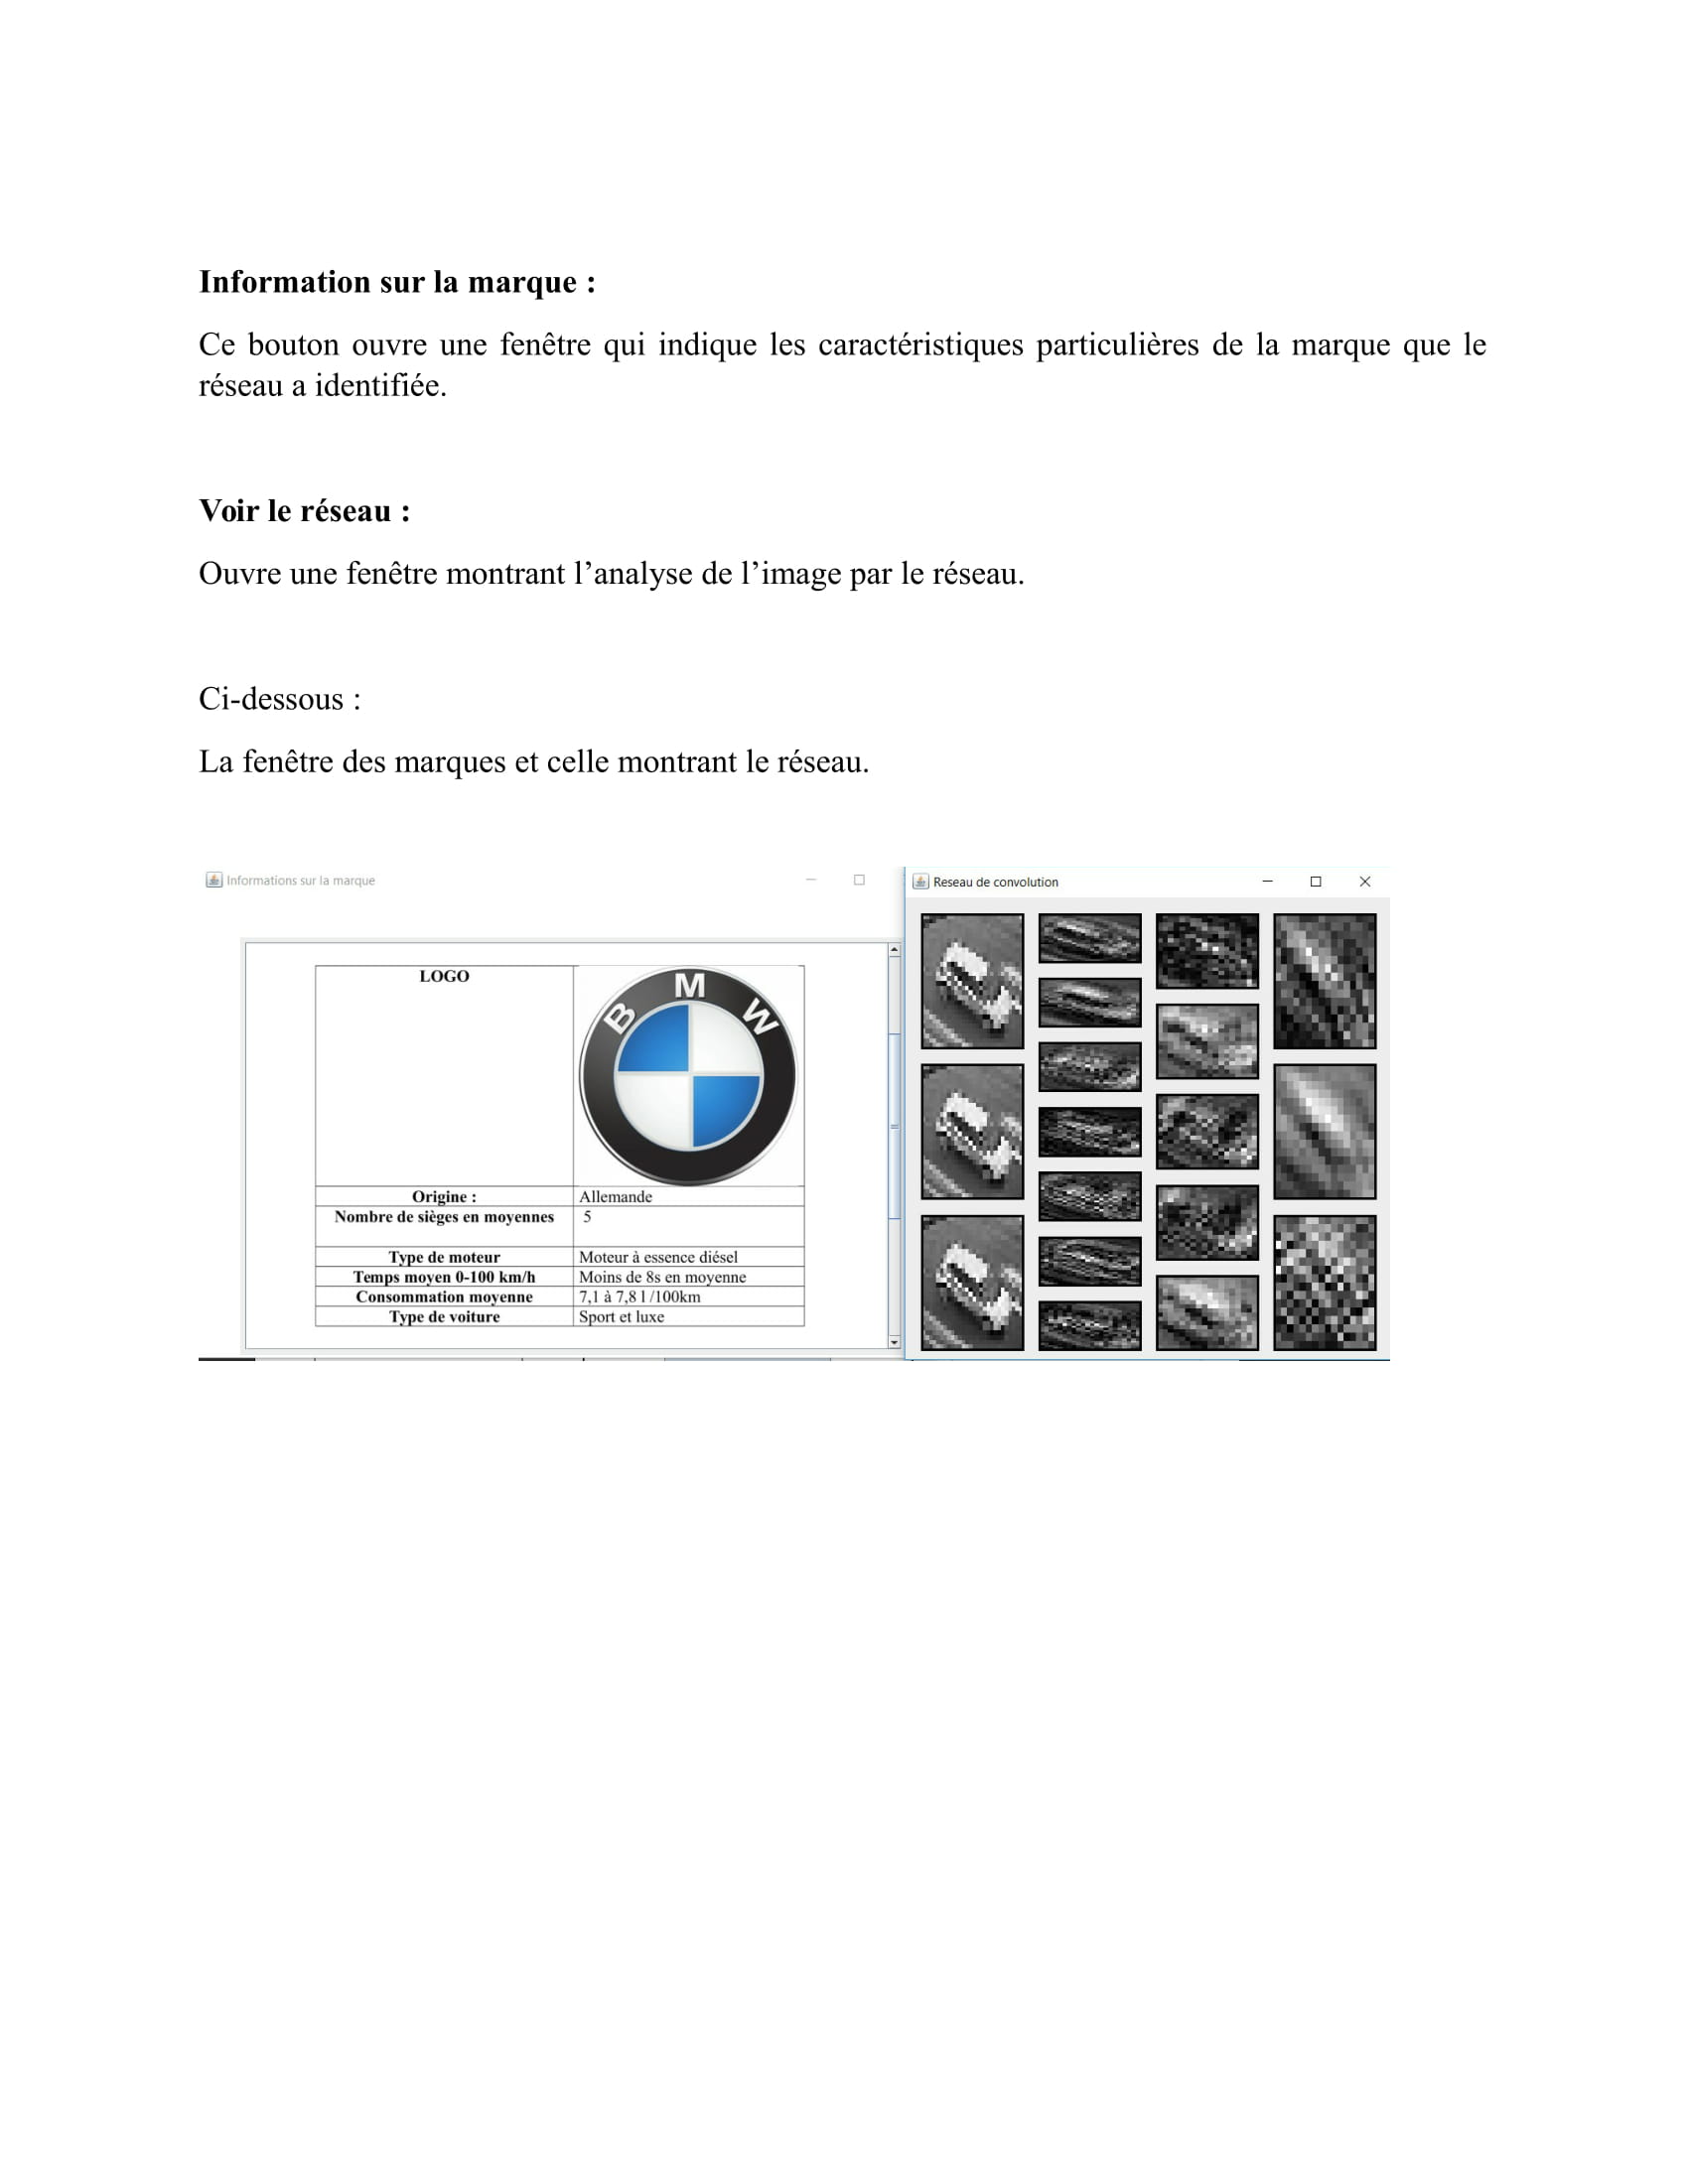 Information sur la marque :
Ce bouton ouvre une fenêtre qui indique les caractéristiques particulières de la marque que le
réseau a identifiée.
Voir le réseau :
Ouvre une fenêtre montrant l’analyse de l’image par le réseau.
Ci-dessous :
La fenêtre des marques et celle montrant le réseau.
Informations sur la marque
LOGO
B M W
Origine : Allemande
Nombre de sièges en moyennes 5
Type de moteur Moteur à essence diésel
Temps moyen 0-100 km/h Moins de 8s en moyenne
Consommation moyenne 7,1 à 7,8 l /100km
Type de voiture Sport et luxe
Reseau de convolution